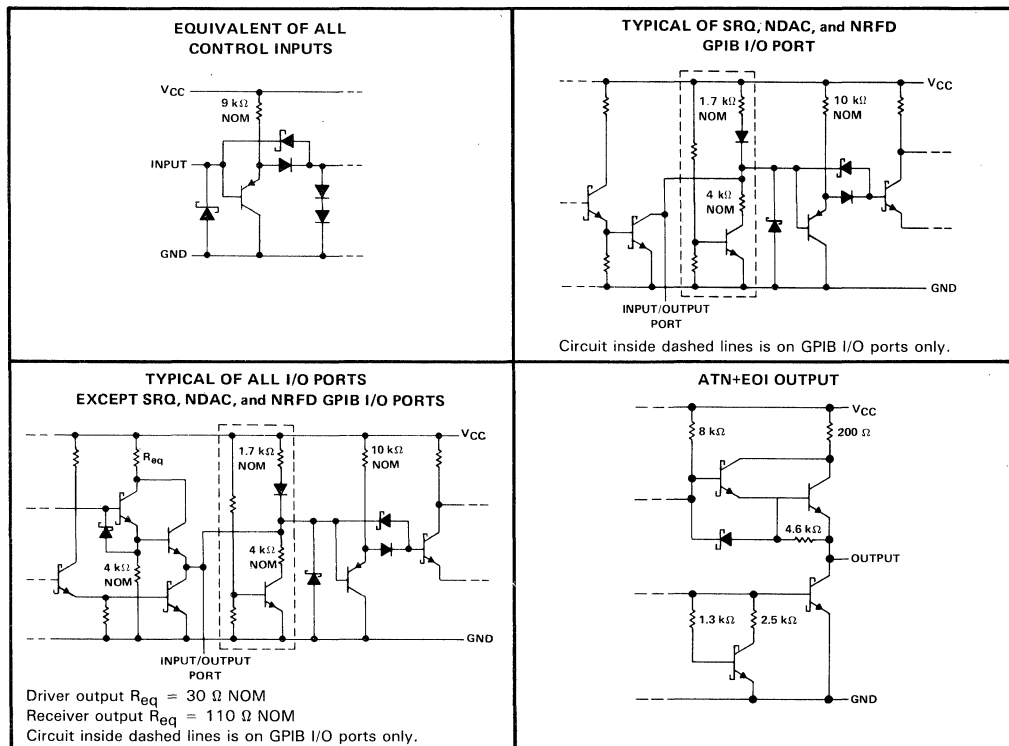 EQUIVALENT OF ALL
CONTROL INPUTS
VCC
9 kΩ
NOM
INPUT
GND
TYPICAL OF SRQ, NDAC, and NRFD
GPIB I/O PORT
VCC
1.7 kΩ
NOM
10 kΩ
NOM
4 kΩ
NOM
GND
INPUT/OUTPUT
PORT
Circuit inside dashed lines is on GPIB I/O ports only.
TYPICAL OF ALL I/O PORTS
EXCEPT SRQ, NDAC, and NRFD GPIB I/O PORTS
VCC
Req
1.7 kΩ
NOM
10 kΩ
NOM
4 kΩ
NOM
4 kΩ
NOM
GND
INPUT/OUTPUT
PORT
Driver output Req = 30 Ω NOM
Receiver output Req = 110 Ω NOM
Circuit inside dashed lines is on GPIB I/O ports only.
ATN+EOI OUTPUT
VCC
8 kΩ
200 Ω
4.6 kΩ
OUTPUT
1.3 kΩ
2.5 kΩ
GND